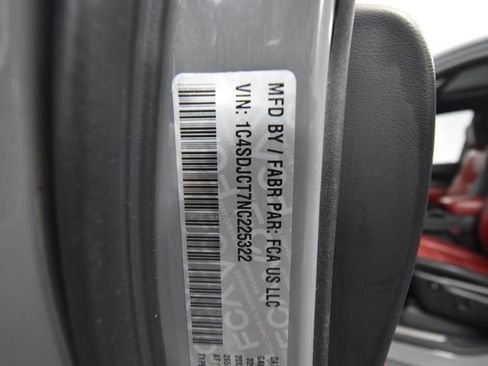 MFD BY / FABR PAR: FCA US LLC
VIN: 1C4SDJCT7NC225322